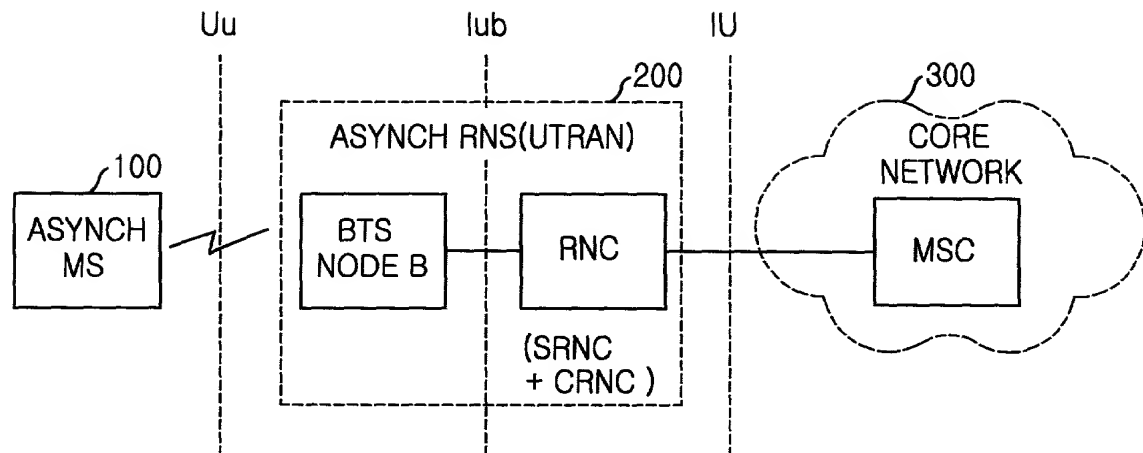 Uu
Iub
IU
200
300
ASYNCH RNS(UTRAN)
CORE
NETWORK
100
ASYNCH
MS
BTS
NODE B
RNC
MSC
(SRNC
+ CRNC )